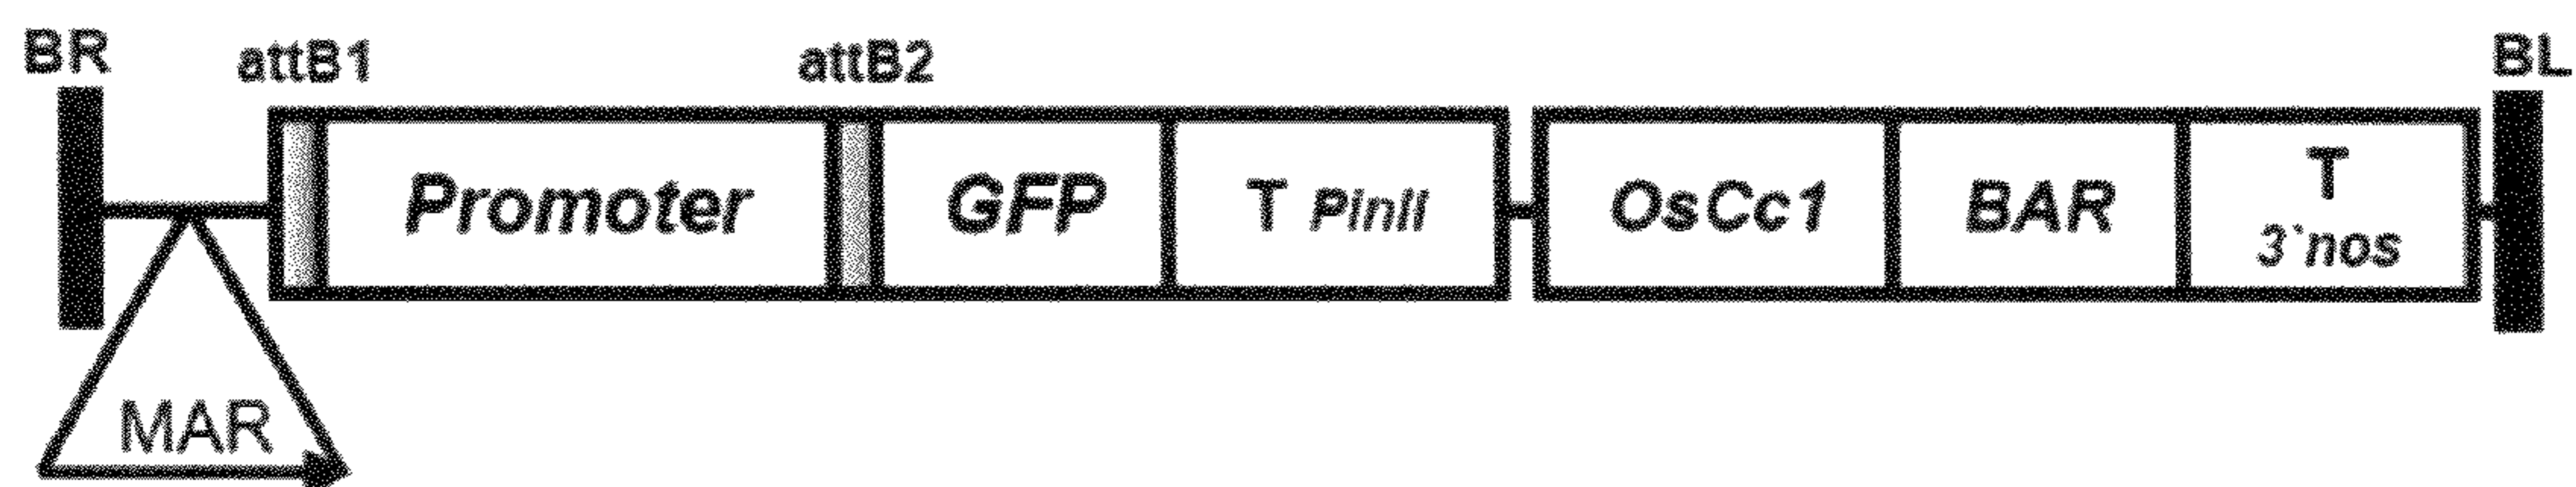 BR attB1 attB2 BL
Promoter GFP T PinII OsCc1 BAR T
3`nos
MAR